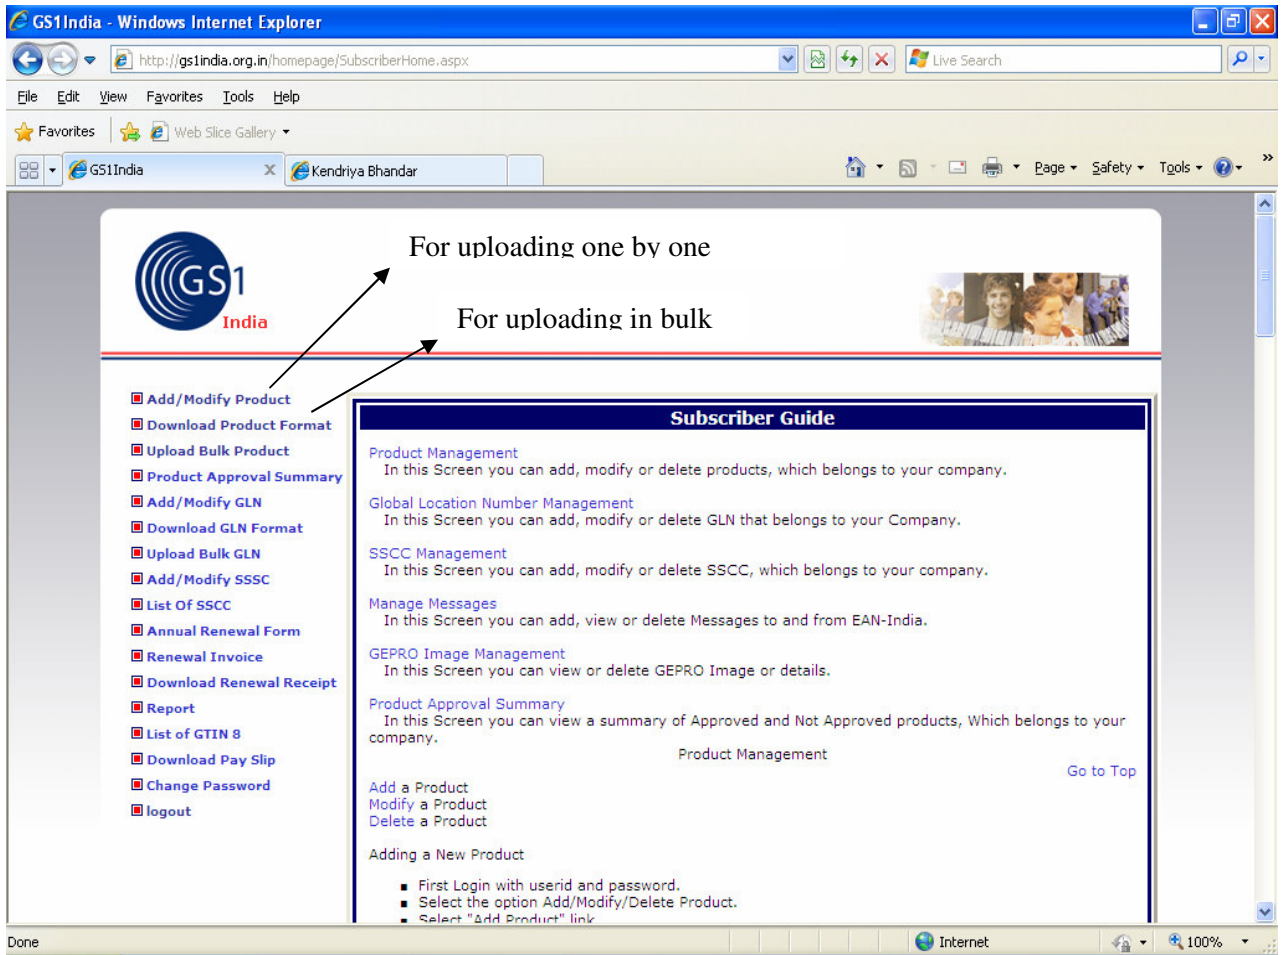 GS1India - Windows Internet Explorer
http://gs1india.org.in/homepage/SubscriberHome.aspx
Live Search
File Edit View Favorites Tools Help
Favorites Web Slice Gallery
GS1India Kendriya Bhandar Page Safety Tools
For uploading one by one
GS1
India
For uploading in bulk
Add/Modify Product
Download Product Format
Upload Bulk Product
Product Approval Summary
Add/Modify GLN
Download GLN Format
Upload Bulk GLN
Add/Modify SSSC
List Of SSCC
Annual Renewal Form
Renewal Invoice
Download Renewal Receipt
Report
List of GTIN 8
Download Pay Slip
Change Password
logout
Subscriber Guide
Product Management
In this Screen you can add, modify or delete products, which belongs to your company.
Global Location Number Management
In this Screen you can add, modify or delete GLN that belongs to your Company.
SSCC Management
In this Screen you can add, modify or delete SSCC, which belongs to your company.
Manage Messages
In this Screen you can add, view or delete Messages to and from EAN-India.
GEPRO Image Management
In this Screen you can view or delete GEPRO Image or details.
Product Approval Summary
In this Screen you can view a summary of Approved and Not Approved products, Which belongs to your
company.
Product Management
Go to Top
Add a Product
Modify a Product
Delete a Product
Adding a New Product
First Login with userid and password.
Select the option Add/Modify/Delete Product.
Select "Add Product" link
Done Internet 100%